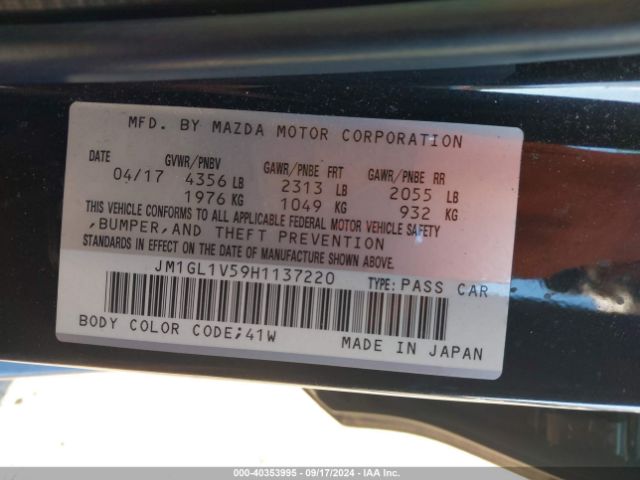 MFD. BY MAZDA MOTOR CORPORATION
DATE GVWR/PNBV GAWR/PNBE FRT GAWR/PNBE RR
04/17 4356 LB 2313 LB 2055 LB
1976 KG 1049 KG 932 KG
THIS VEHICLE CONFORMS TO ALL APPLICABLE FEDERAL MOTOR VEHICLE SAFETY
,BUMPER,AND THEFT PREVENTION
STANDARDS IN EFFECT ON THE DATE OF MANUFACTURE SHOWN ABOVE.
JM1GL1V59H1137220 TYPE: PASS CAR
BODY COLOR CODE;41W MADE IN JAPAN
000-40353995 - 09/17/2024 - IAA Inc.